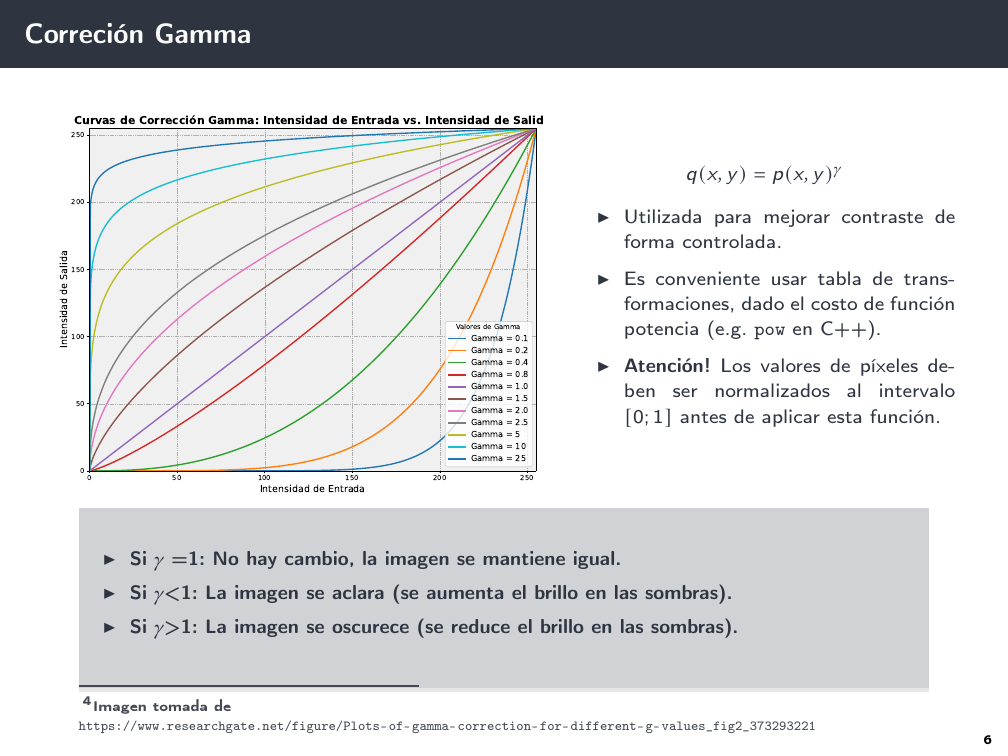 Correción Gamma
Curvas de Corrección Gamma: Intensidad de Entrada vs. Intensidad de Salid
250
200
150
100
50
0
Intensidad de Salida
0 50 100 150 200 250
Intensidad de Entrada
Valores de Gamma
Gamma = 0.1
Gamma = 0.2
Gamma = 0.4
Gamma = 0.8
Gamma = 1.0
Gamma = 1.5
Gamma = 2.0
Gamma = 2.5
Gamma = 5
Gamma = 10
Gamma = 25
q(x, y) = p(x, y)^γ
▶ Utilizada para mejorar contraste de
forma controlada.
▶ Es conveniente usar tabla de trans-
formaciones, dado el costo de función
potencia (e.g. pow en C++).
▶ Atención! Los valores de píxeles de-
ben ser normalizados al intervalo
[0; 1] antes de aplicar esta función.
▶ Si γ =1: No hay cambio, la imagen se mantiene igual.
▶ Si γ<1: La imagen se aclara (se aumenta el brillo en las sombras).
▶ Si γ>1: La imagen se oscurece (se reduce el brillo en las sombras).
4 Imagen tomada de
https://www.researchgate.net/figure/Plots-of-gamma-correction-for-different-g-values_fig2_373293221
6